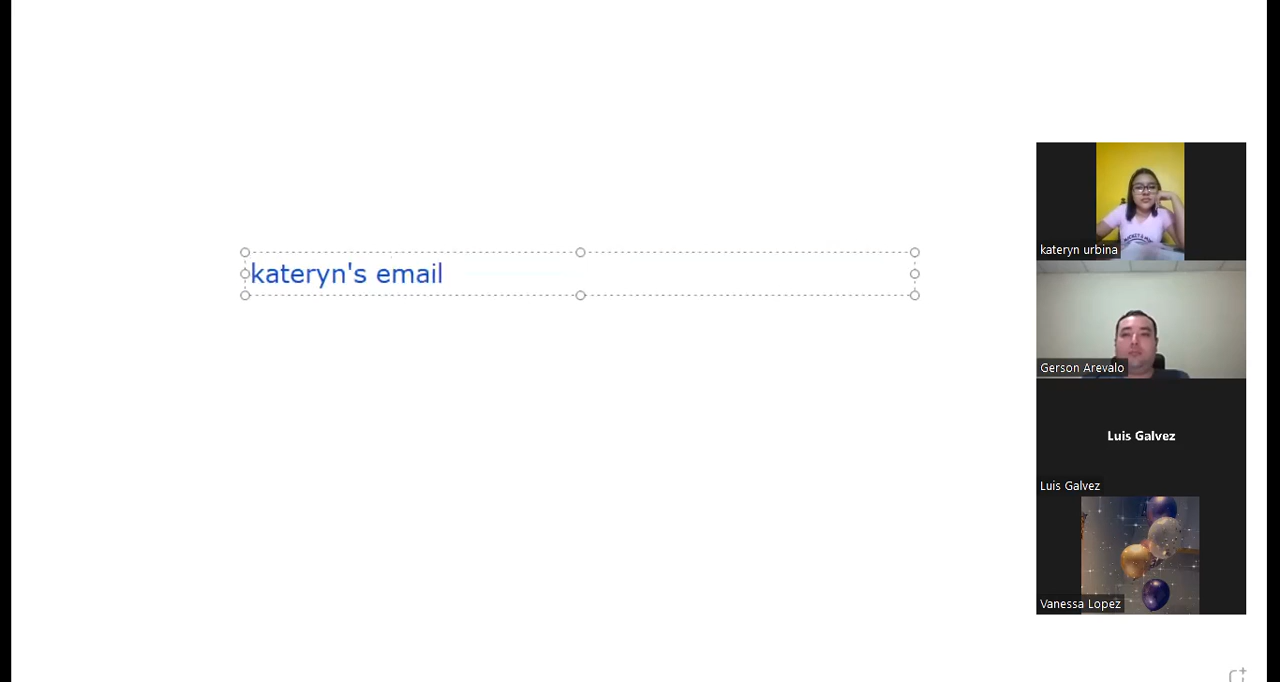 kateryn's email
kateryn urbina
Gerson Arevalo
Luis Galvez
Luis Galvez
Vanessa Lopez